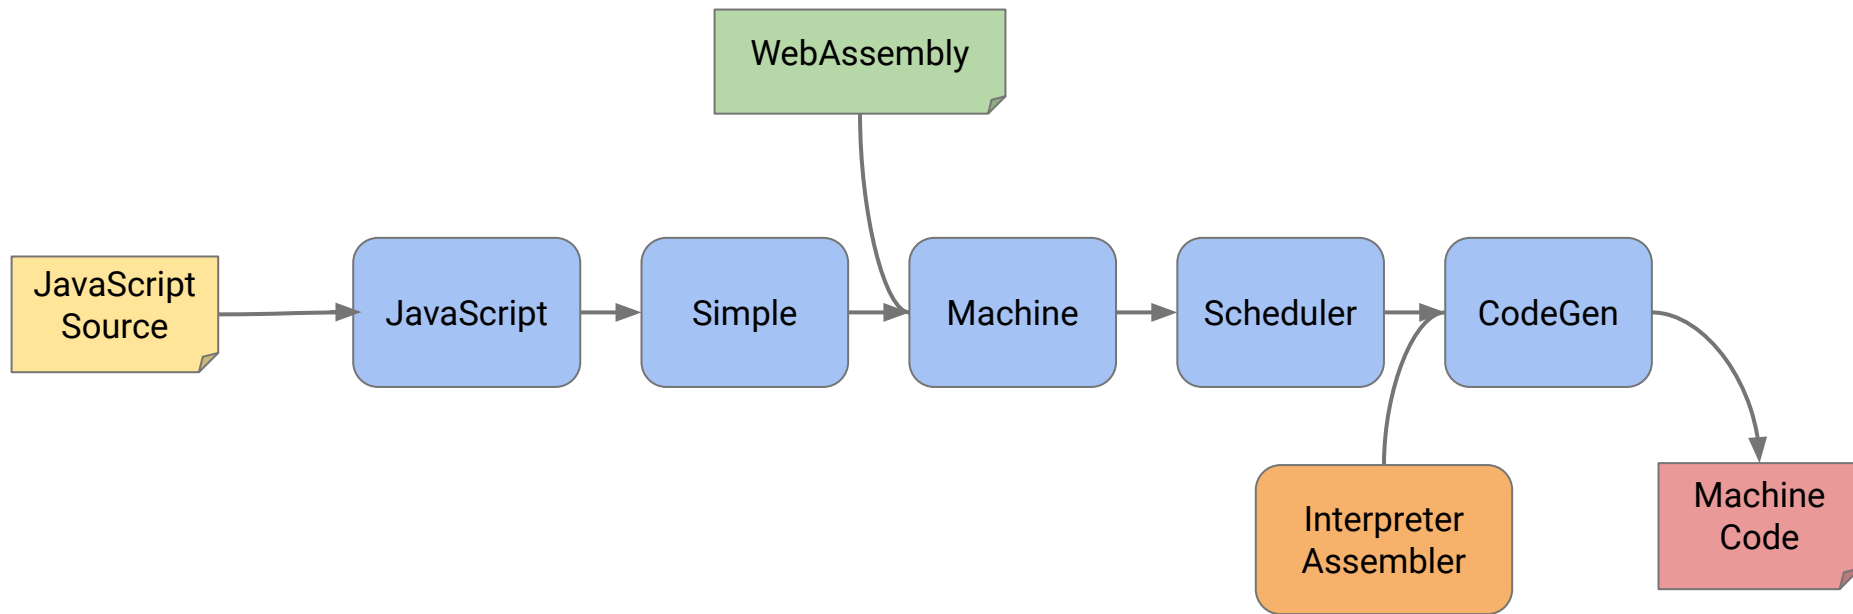 WebAssembly
JavaScript
Source
JavaScript
Simple
Machine
Scheduler
CodeGen
Interpreter
Assembler
Machine
Code